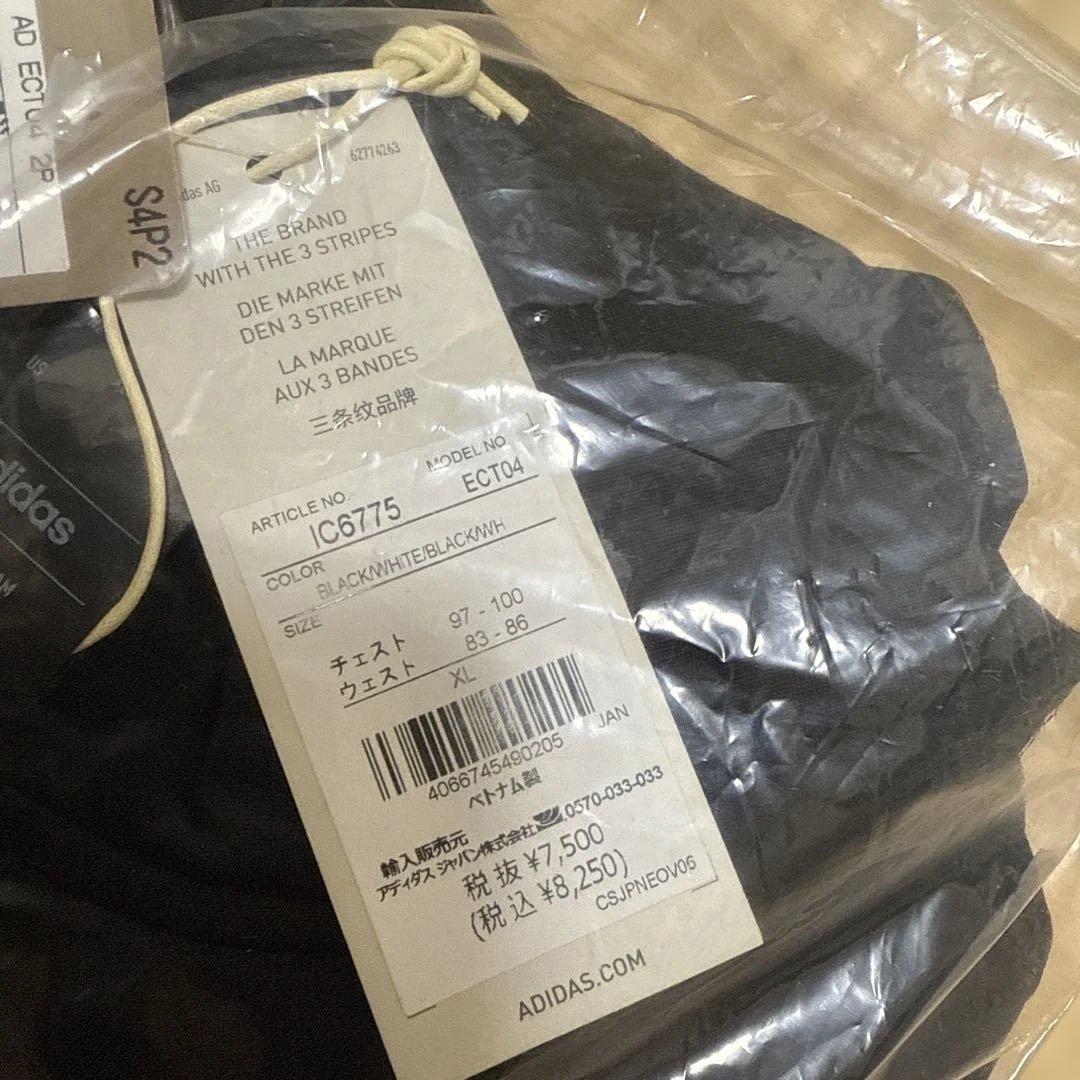 AD ECT04 2P
S4P2
das AG
62774263
THE BRAND
WITH THE 3 STRIPES
DIE MARKE MIT
DEN 3 STREIFEN
LA MARQUE
AUX 3 BANDES
三条纹品牌
ARTICLE NO. MODEL NO
IC6775 ECT04
COLOR
BLACK/WHITE/BLACK/WH
SIZE
チェスト 97 - 100
ウェスト 83 - 86
XL
JAN
4066745490205
ベトナム製
輸入販売元
アディダス ジャパン株式会社 0570-033-033
税 抜 ¥7,500
(税 込 ¥8,250)
CSJPNEOV05
ADIDAS.COM
US
adidas